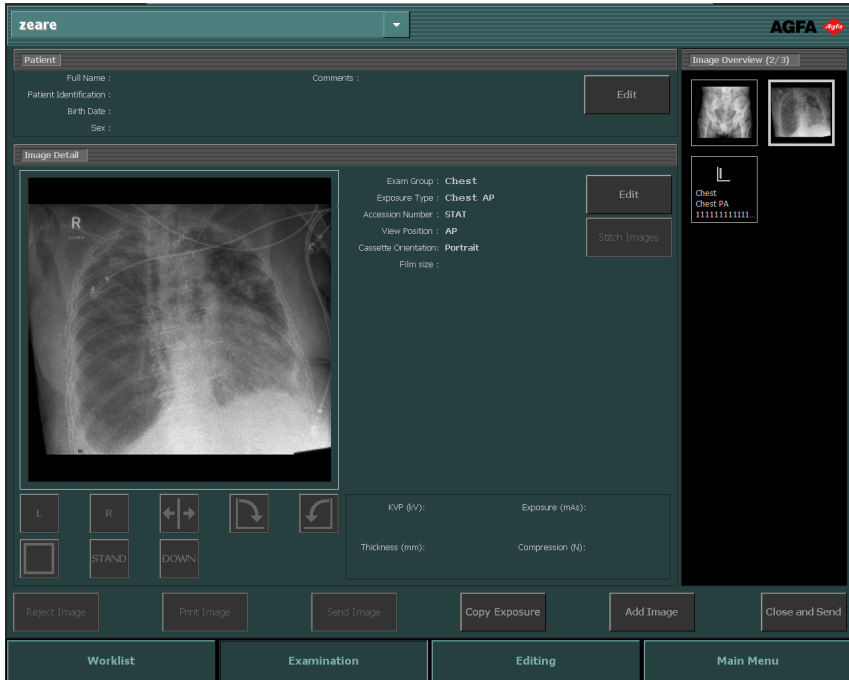 zeare
AGFA Agfa
Patient
Full Name :
Comments :
Patient Identification :
Birth Date :
Sex :
Edit
Image Detail
R
Exam Group : Chest
Exposure Type : Chest AP
Accession Number : STAT
View Position : AP
Cassette Orientation: Portrait
Film size :
Edit
Stitch Images
L
R
STAND
DOWN
KVP (kV):
Exposure (mAs):
Thickness (mm):
Compression (N):
Image Overview (2/3)
L
Chest
Chest PA
111111111111...
Reject Image
Print Image
Send Image
Copy Exposure
Add Image
Close and Send
Worklist
Examination
Editing
Main Menu